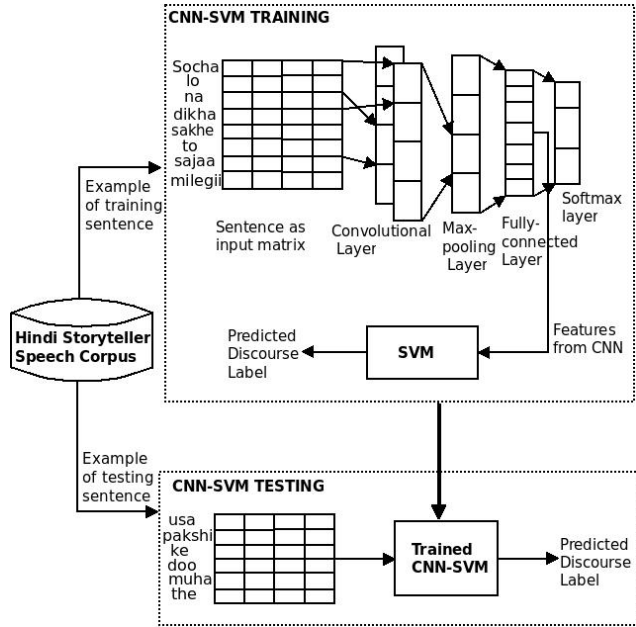 CNN-SVM TRAINING
Socha
lo
na
dikha
sakhe
to
sajaa
milegii
Example
of training
sentence
Sentence as
input matrix
Convolutional
Layer
Max-
pooling
Layer
Fully-
connected
Layer
Softmax
layer
Hindi Storyteller
Speech Corpus
Predicted
Discourse
Label
SVM
Features
from CNN
Example
of testing
sentence
CNN-SVM TESTING
usa
pakshi
ke
doo
muha
the
Trained
CNN-SVM
Predicted
Discourse
Label